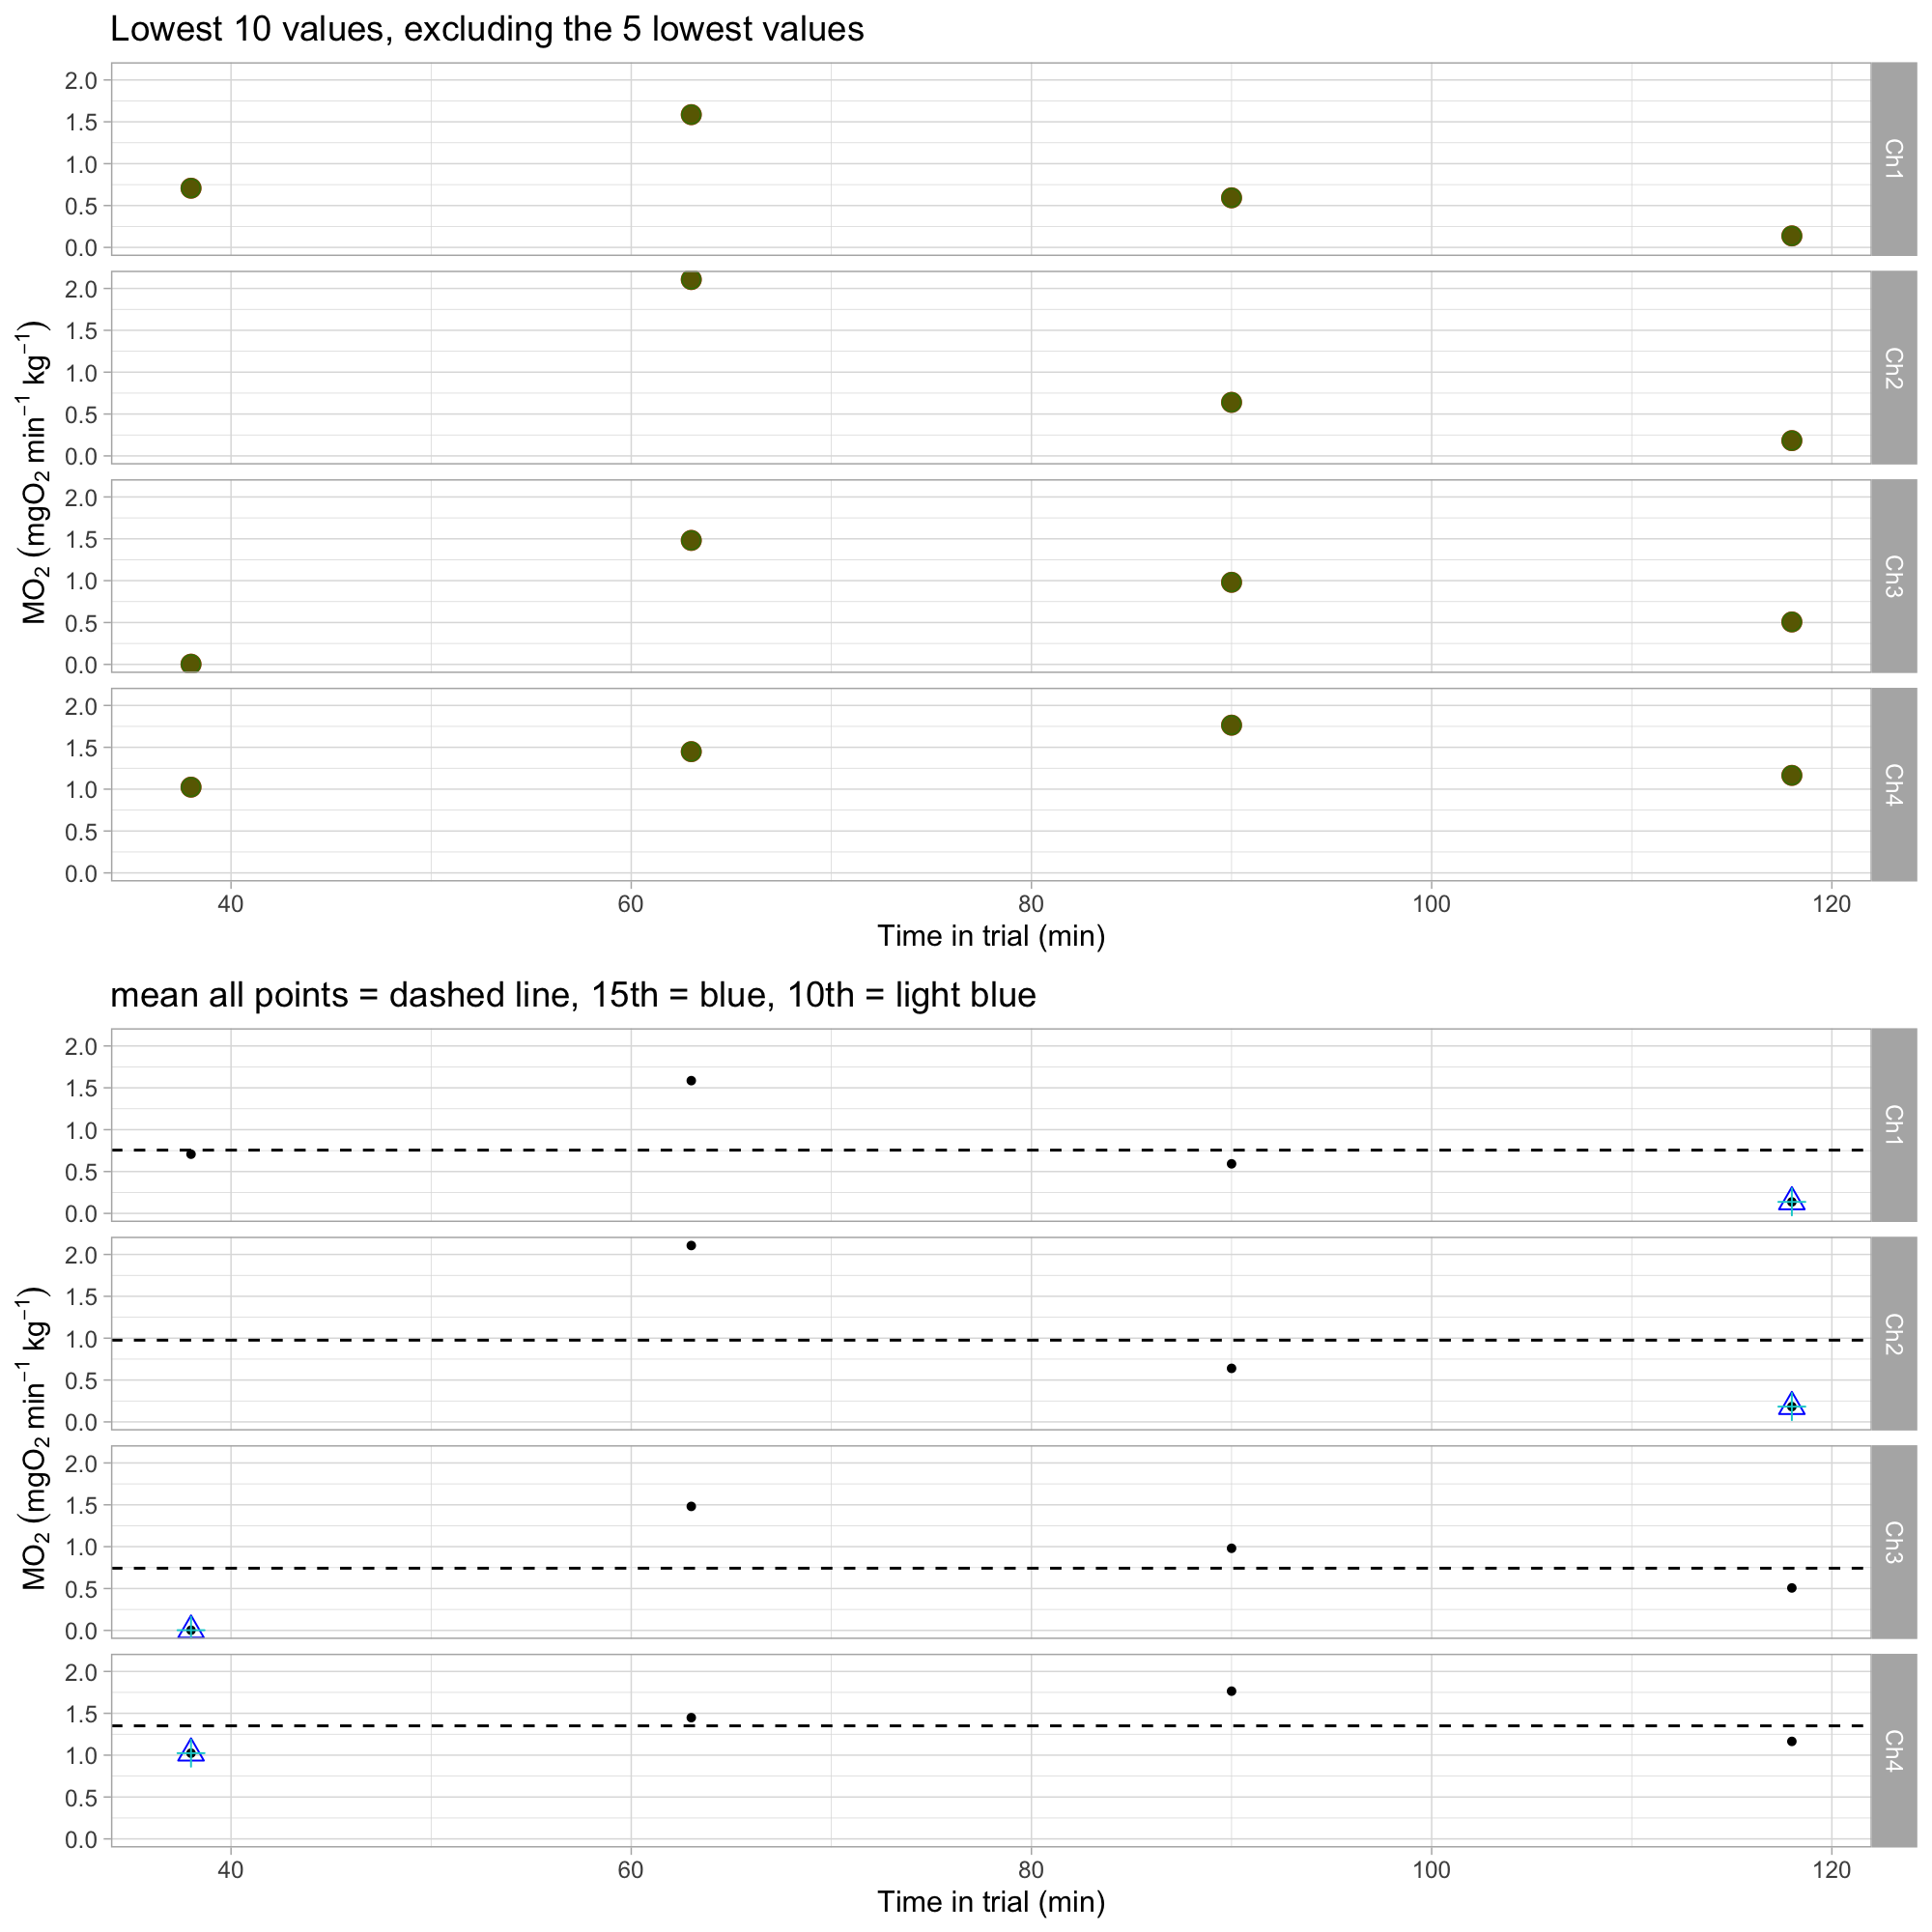 Lowest 10 values, excluding the 5 lowest values
MO₂ (mgO₂ min⁻¹ kg⁻¹)
2.0
1.5
1.0
0.5
0.0
Ch1
2.0
1.5
1.0
0.5
0.0
Ch2
2.0
1.5
1.0
0.5
0.0
Ch3
2.0
1.5
1.0
0.5
0.0
Ch4
40 60 80 100 120
Time in trial (min)
mean all points = dashed line, 15th = blue, 10th = light blue
MO₂ (mgO₂ min⁻¹ kg⁻¹)
2.0
1.5
1.0
0.5
0.0
Ch1
2.0
1.5
1.0
0.5
0.0
Ch2
2.0
1.5
1.0
0.5
0.0
Ch3
2.0
1.5
1.0
0.5
0.0
Ch4
40 60 80 100 120
Time in trial (min)